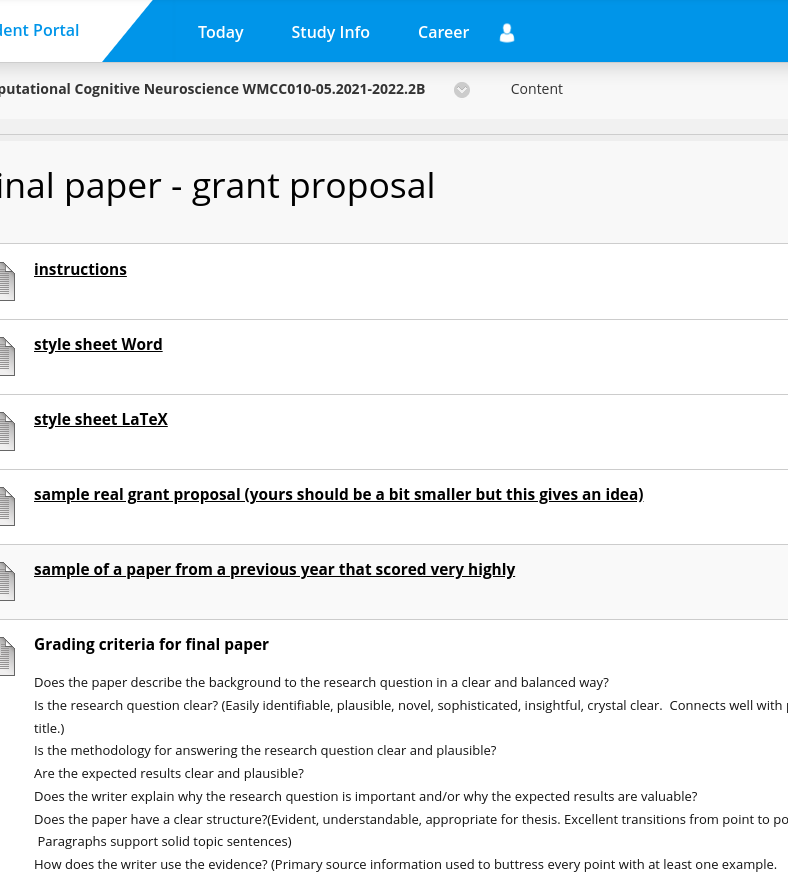 Portal
Today
Study Info
Career
Cognitive Neuroscience WMCC010-05.2021-2022.2B
Content
paper - grant proposal
instructions
style sheet Word
style sheet LaTeX
sample real grant proposal (yours should be a bit smaller but this gives an idea)
sample of a paper from a previous year that scored very highly
Grading criteria for final paper
Does the paper describe the background to the research question in a clear and balanced way?
Is the research question clear? (Easily identifiable, plausible, novel, sophisticated, insightful, crystal clear.  Connects well with
title.)
Is the methodology for answering the research question clear and plausible?
Are the expected results clear and plausible?
Does the writer explain why the research question is important and/or why the expected results are valuable?
Does the paper have a clear structure?(Evident, understandable, appropriate for thesis. Excellent transitions from point to
Paragraphs support solid topic sentences)
How does the writer use the evidence? (Primary source information used to buttress every point with at least one example.